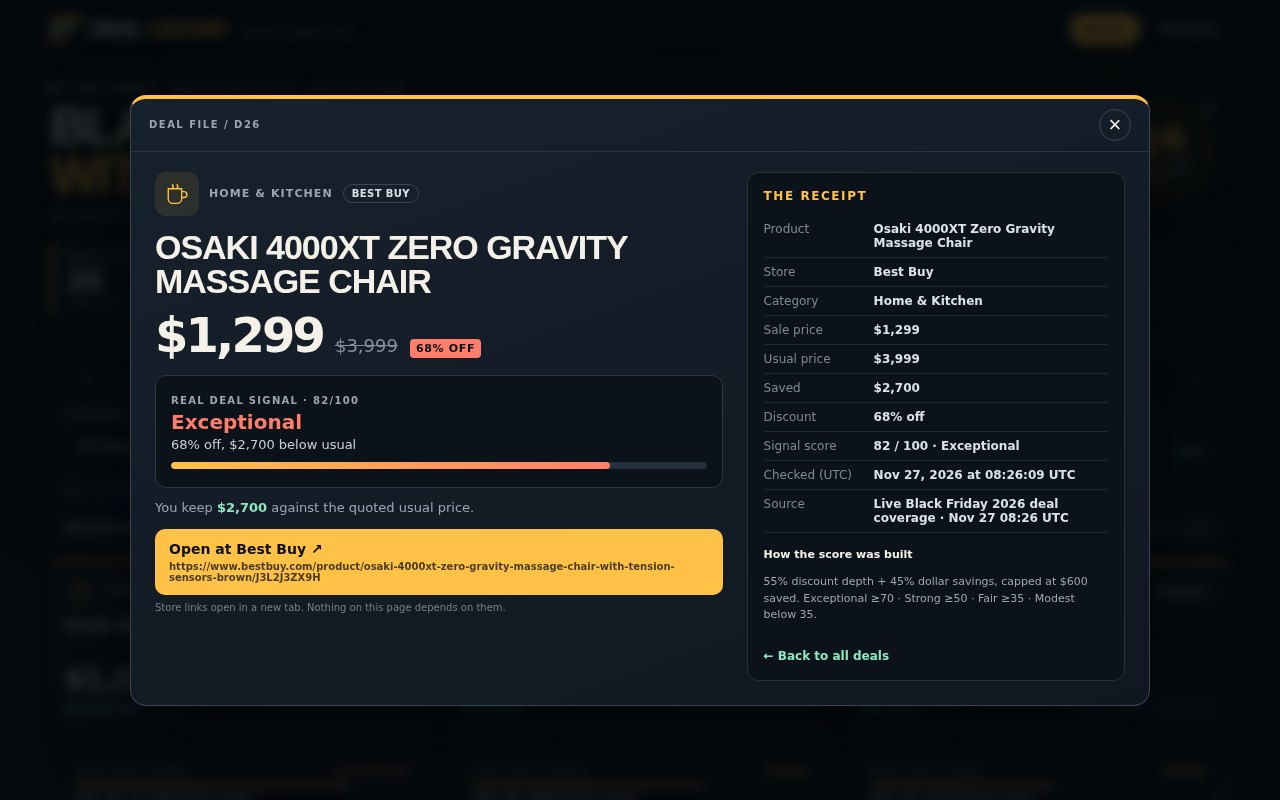 DEAL FILE / D26
×
HOME & KITCHEN
BEST BUY
OSAKI 4000XT ZERO GRAVITY
MASSAGE CHAIR
$1,299 $3,999 68% OFF
REAL DEAL SIGNAL · 82/100
Exceptional
68% off, $2,700 below usual
You keep $2,700 against the quoted usual price.
Open at Best Buy ↗
https://www.bestbuy.com/product/osaki-4000xt-zero-gravity-massage-chair-with-tension-
sensors-brown/J3L2J3ZX9H
Store links open in a new tab. Nothing on this page depends on them.
THE RECEIPT
Product Osaki 4000XT Zero Gravity
Massage Chair
Store Best Buy
Category Home & Kitchen
Sale price $1,299
Usual price $3,999
Saved $2,700
Discount 68% off
Signal score 82 / 100 · Exceptional
Checked (UTC) Nov 27, 2026 at 08:26:09 UTC
Source Live Black Friday 2026 deal
coverage · Nov 27 08:26 UTC
How the score was built
55% discount depth + 45% dollar savings, capped at $600
saved. Exceptional ≥70 · Strong ≥50 · Fair ≥35 · Modest
below 35.
← Back to all deals